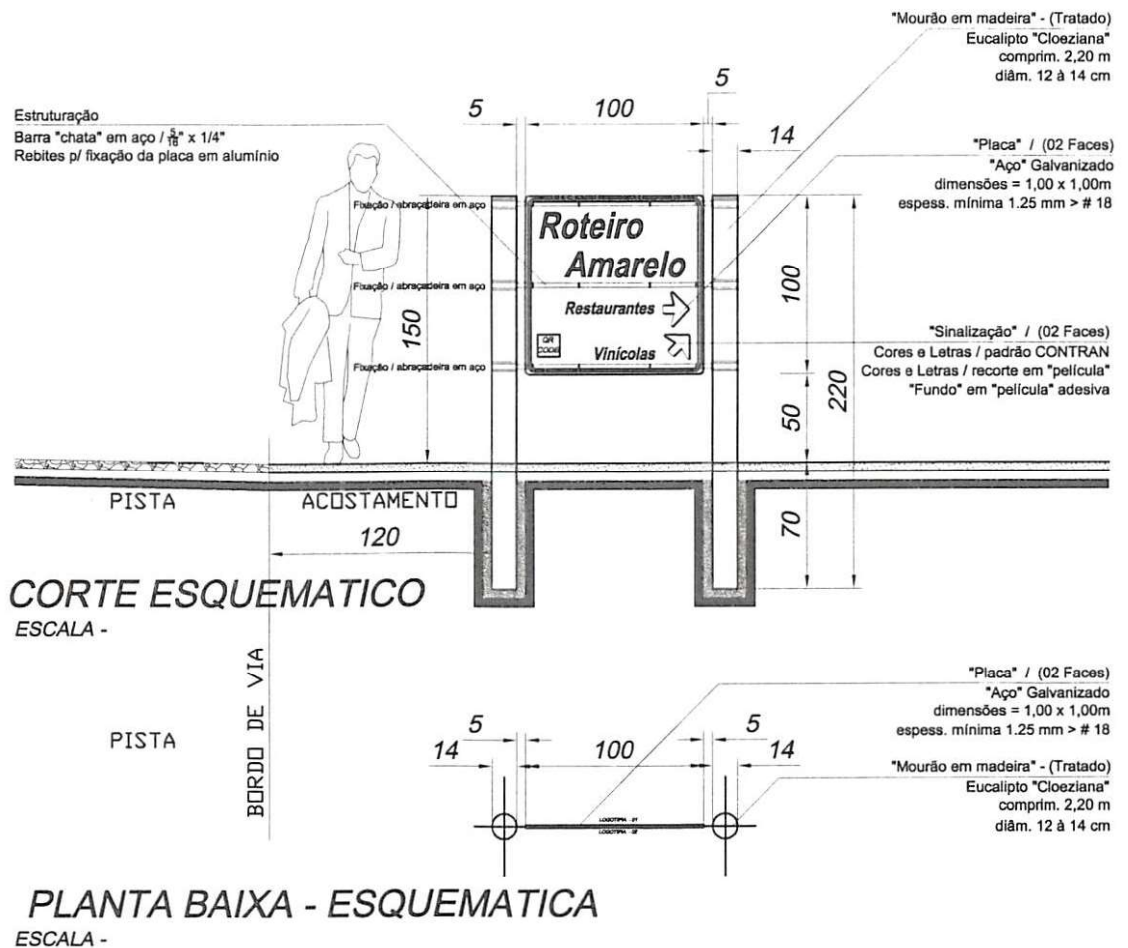 "Mourão em madeira" - (Tratado)
Eucalipto "Cloeziana"
comprim. 2,20 m
diâm. 12 à 14 cm
5
5
100
14
Estruturação
Barra "chata" em aço / 5/16" x 1/4"
Rebites p/ fixação da placa em alumínio
"Placa" / (02 Faces)
"Aço" Galvanizado
dimensões = 1,00 x 1,00m
espess. mínima 1.25 mm > # 18
Fixação / abraçadeira em aço
Roteiro
Amarelo
Fixação / abraçadeira em aço
Restaurantes
QR
CODE
Vinícolas
Fixação / abraçadeira em aço
150
100
50
220
70
"Sinalização" / (02 Faces)
Cores e Letras / padrão CONTRAN
Cores e Letras / recorte em "película"
"Fundo" em "película" adesiva
PISTA
ACOSTAMENTO
120
CORTE ESQUEMATICO
ESCALA -
BORDO DE VIA
PISTA
"Placa" / (02 Faces)
"Aço" Galvanizado
dimensões = 1,00 x 1,00m
espess. mínima 1.25 mm > # 18
5
5
14
100
14
"Mourão em madeira" - (Tratado)
Eucalipto "Cloeziana"
comprim. 2,20 m
diâm. 12 à 14 cm
PLANTA BAIXA - ESQUEMATICA
ESCALA -